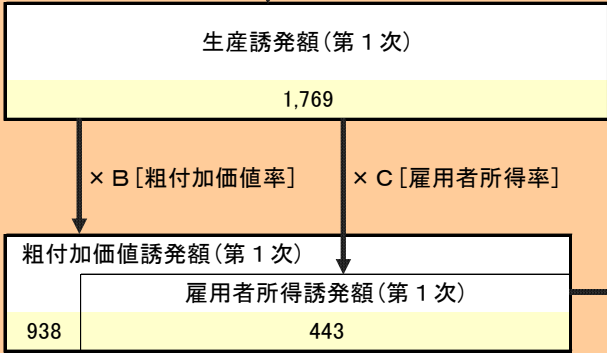 生産誘発額(第１次)
1,769
× B [粗付加価値率]
× C [雇用者所得率]
粗付加価値誘発額(第１次)
雇用者所得誘発額(第１次)
938
443